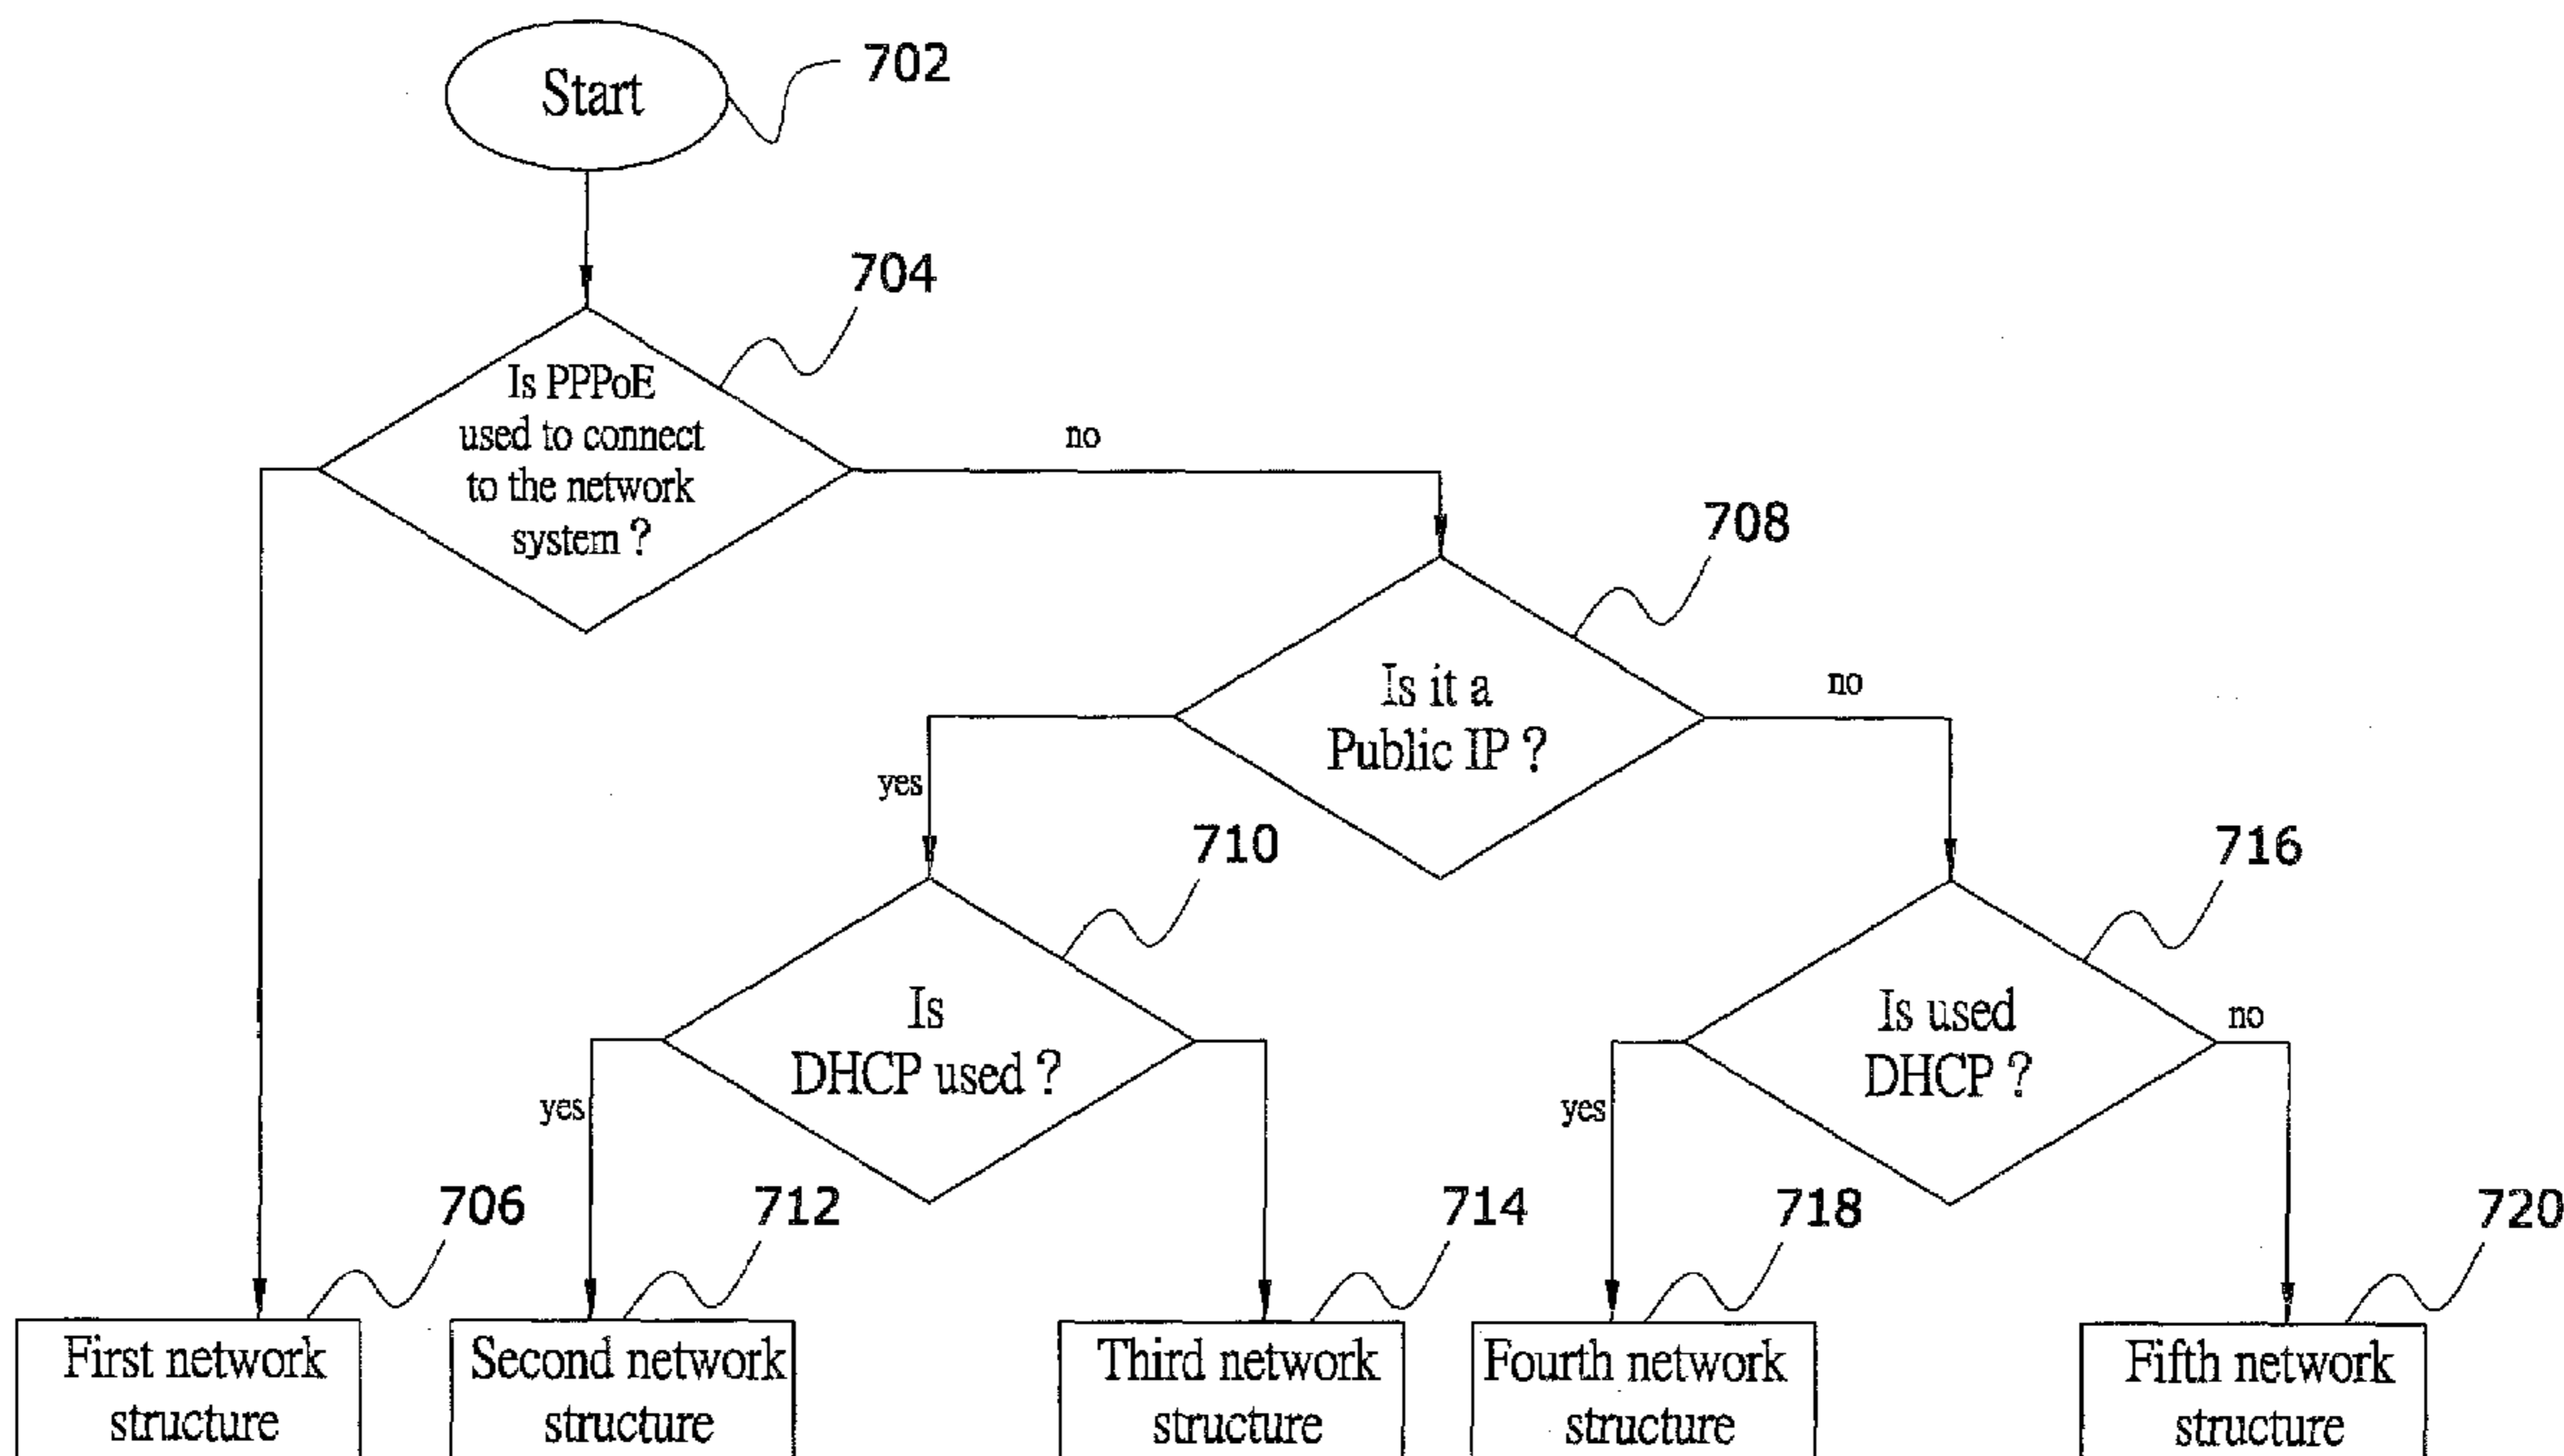 Start
702
704
Is PPPoE
used to connect
to the network
system ?
no
708
Is it a
Public IP ?
no
yes
710
716
Is
DHCP used ?
Is used
DHCP ?
no
yes
yes
706
712
714
718
720
First network
structure
Second network
structure
Third network
structure
Fourth network
structure
Fifth network
structure